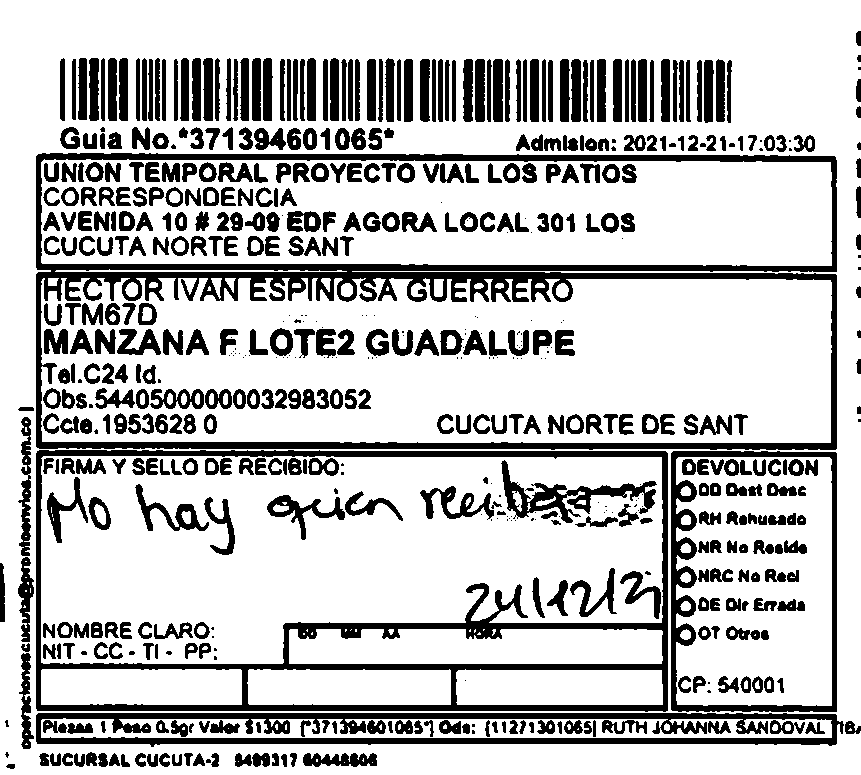 Guia No.*371394601065*
Admision: 2021-12-21-17:03:30
UNION TEMPORAL PROYECTO VIAL LOS PATIOS
CORRESPONDENCIA
AVENIDA 10 # 29-09 EDF AGORA LOCAL 301 LOS
CUCUTA NORTE DE SANT
HECTOR IVAN ESPINOSA GUERRERO
UTM67D
MANZANA F LOTE2 GUADALUPE
Tel.C24 Id.
Obs.54405000000032983052
Ccte.1953628 0 CUCUTA NORTE DE SANT
operacionescucuta@prontoenvios.com.co |
FIRMA Y SELLO DE RECIBIDO:
No hay quien reciba
24/12/21
NOMBRE CLARO:
NIT - CC - TI - PP:
DD MM AA HORA
DEVOLUCION
DD Dest Desc
RH Rehusado
NR No Reside
NRC No Recl
DE Dir Errada
OT Otros
CP: 540001
Piezas 1 Peso 0.5gr Valor $1300 (*371394601065*) Ods: (11271301065) RUTH JOHANNA SANDOVAL
SUCURSAL CUCUTA-2 60448606